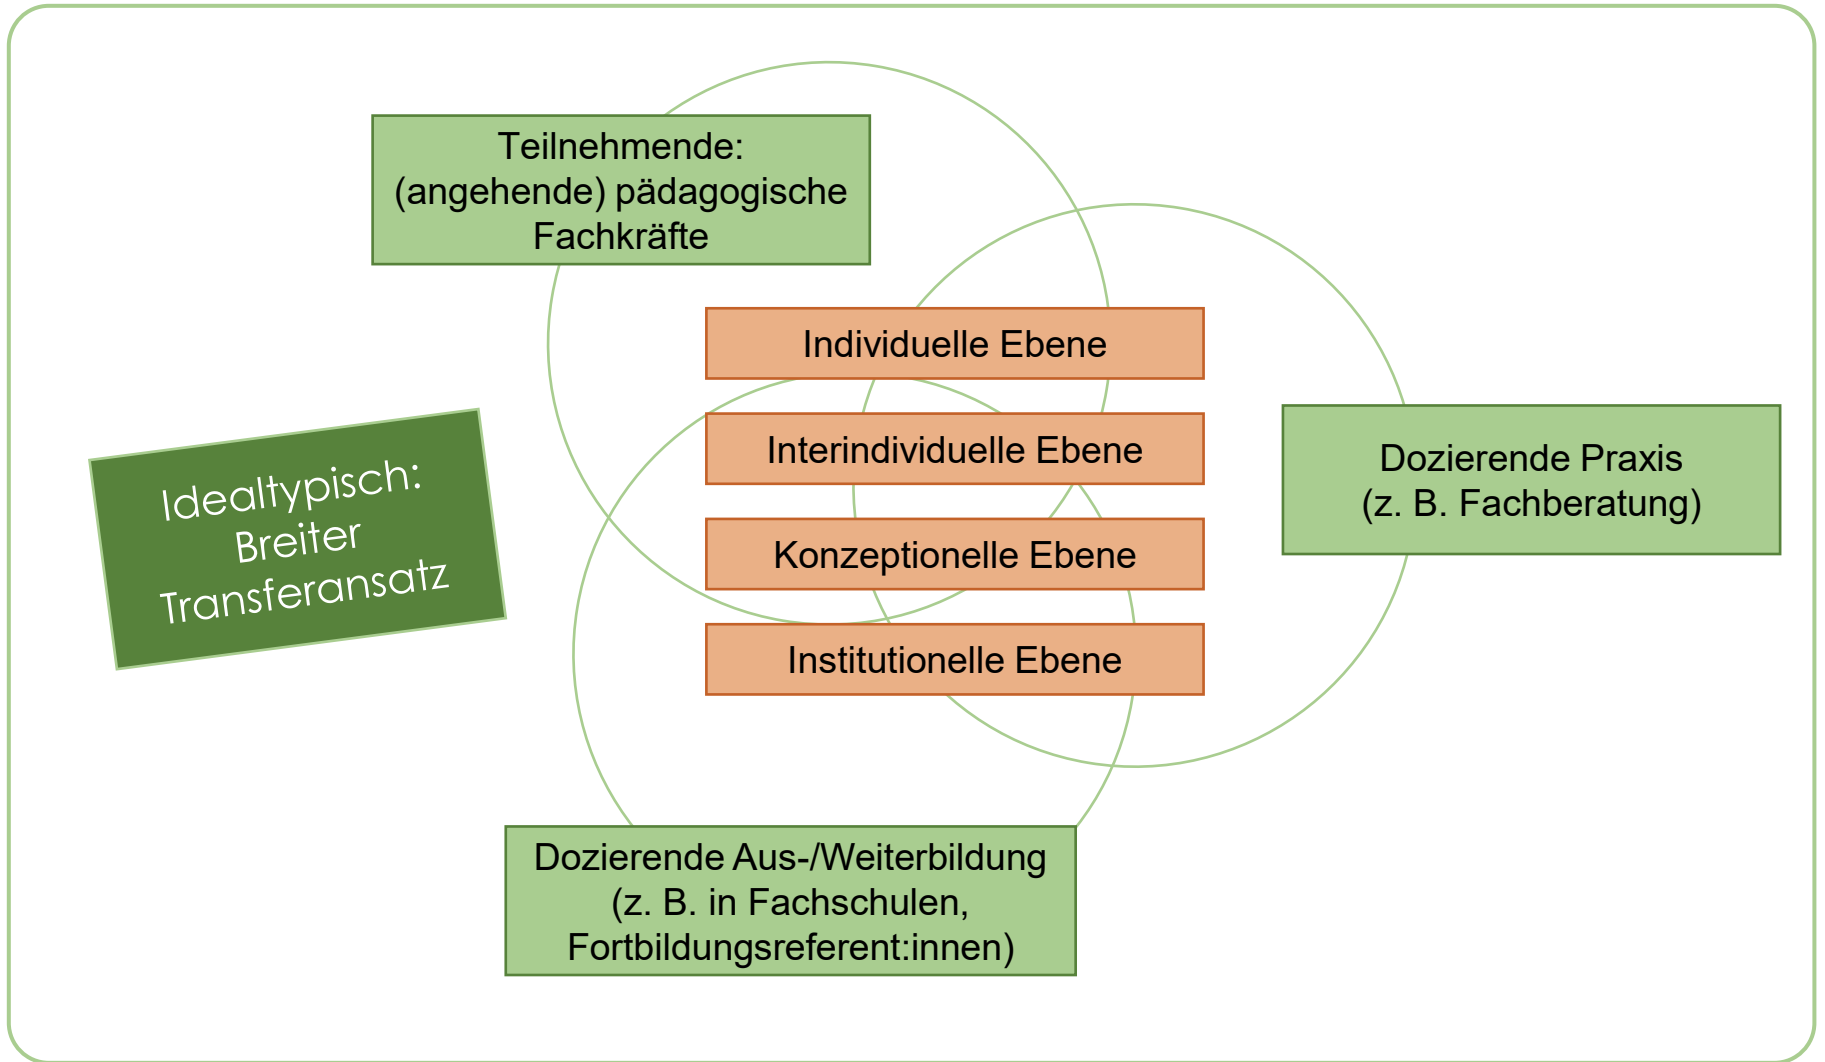 Teilnehmende:
(angehende) pädagogische
Fachkräfte
Individuelle Ebene
Interindividuelle Ebene
Konzeptionelle Ebene
Institutionelle Ebene
Dozierende Praxis
(z. B. Fachberatung)
Idealtypisch:
Breiter
Transferansatz
Dozierende Aus-/Weiterbildung
(z. B. in Fachschulen,
Fortbildungsreferent:innen)